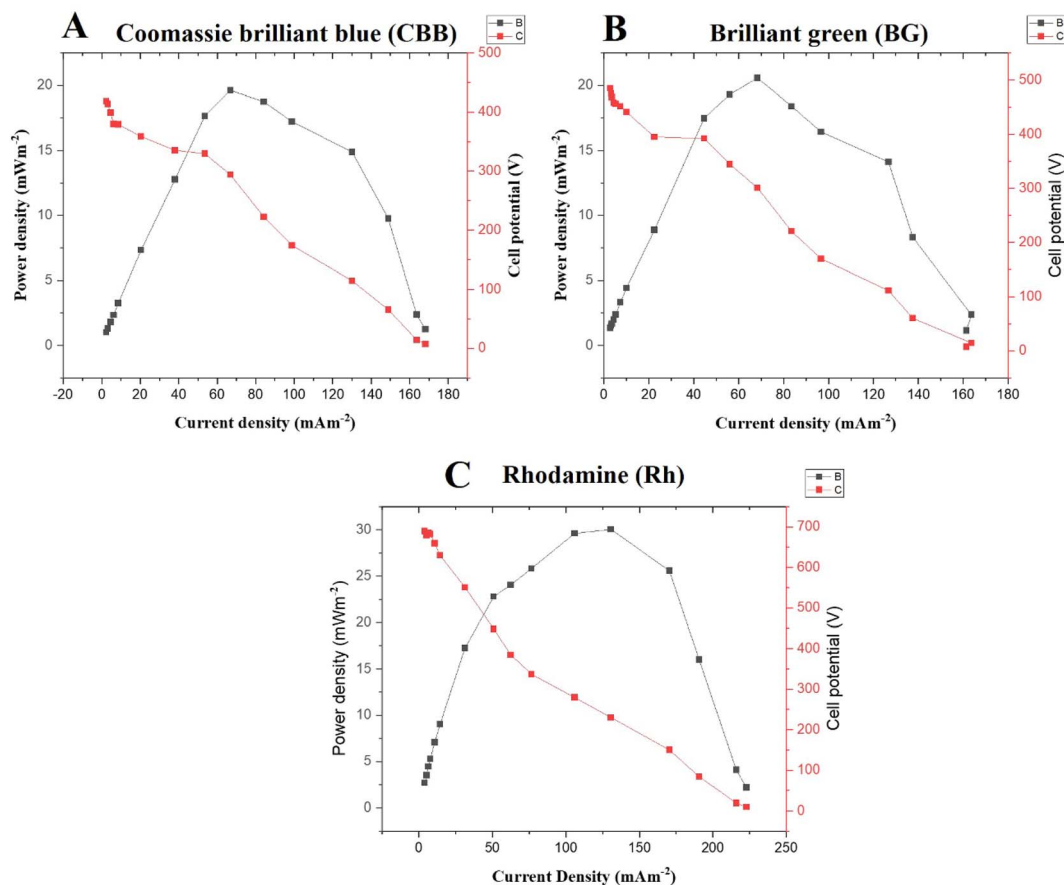 A
Coomassie brilliant blue (CBB)
B
C
Power density (mWm-2)
20
15
10
5
0
500
400
300
200
100
0
Cell potential (V)
-20 0 20 40 60 80 100 120 140 160 180
Current density (mAm-2)
B
Brilliant green (BG)
B
C
Power density (mWm-2)
20
15
10
5
0
500
400
300
200
100
0
Cell potential (V)
0 20 40 60 80 100 120 140 160 180
Current density (mAm-2)
C
Rhodamine (Rh)
B
C
Power density (mWm-2)
30
25
20
15
10
5
0
700
600
500
400
300
200
100
0
Cell potential (V)
0 50 100 150 200 250
Current Density (mAm-2)